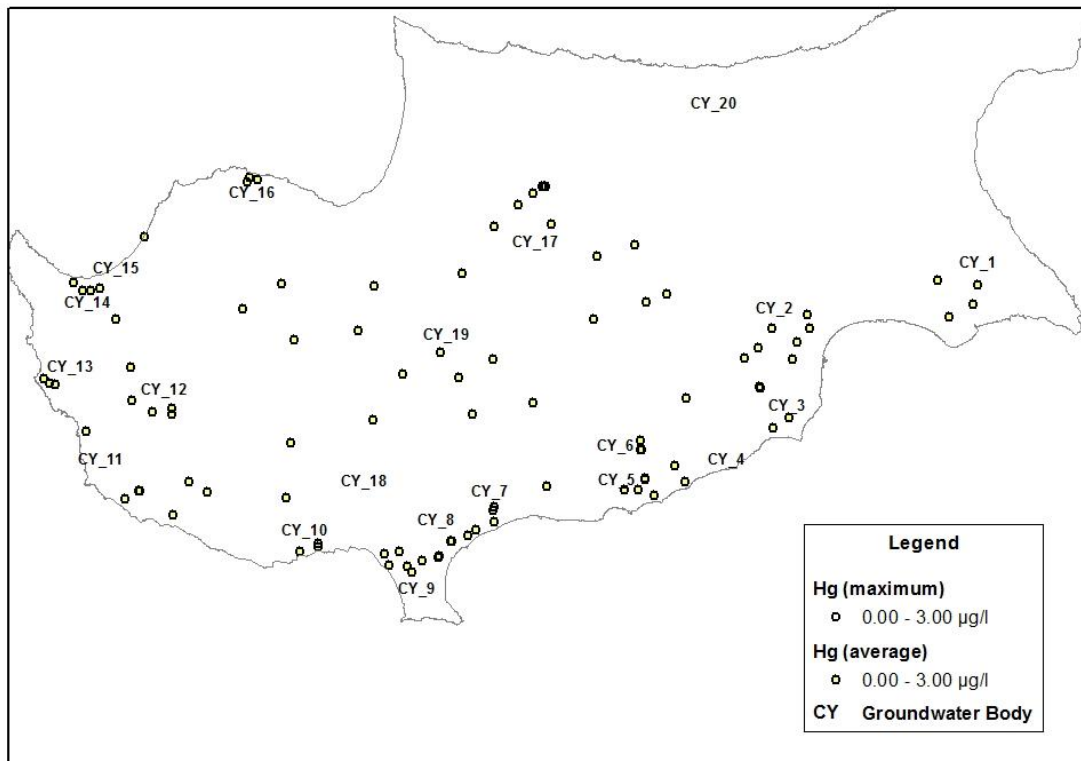 CY_20
CY_16
CY_17
CY_15
CY_14
CY_1
CY_2
CY_19
CY_13
CY_12
CY_3
CY_6
CY_11
CY_4
CY_18
CY_5
CY_7
CY_8
CY_10
CY_9
Legend
Hg (maximum)
0.00 - 3.00 µg/l
Hg (average)
0.00 - 3.00 µg/l
CY Groundwater Body